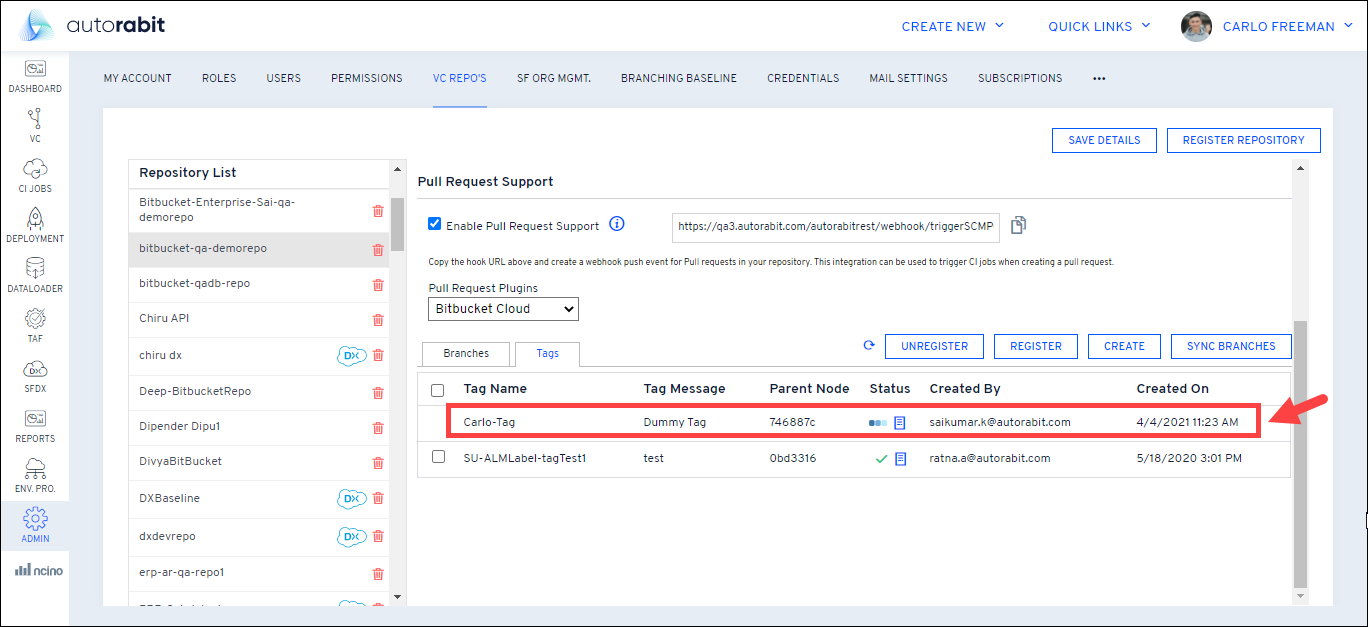 autorabit
CREATE NEW
QUICK LINKS
CARLO FREEMAN
DASHBOARD
VC
CI JOBS
DEPLOYMENT
DATALOADER
TAF
DX
SFDX
REPORTS
ENV. PRO.
ADMIN
ncino
MY ACCOUNT
ROLES
USERS
PERMISSIONS
VC REPO'S
SF ORG MGMT.
BRANCHING BASELINE
CREDENTIALS
MAIL SETTINGS
SUBSCRIPTIONS
•••
SAVE DETAILS
REGISTER REPOSITORY
Repository List
Bitbucket-Enterprise-Sai-qa-
demorepo
bitbucket-qa-demorepo
bitbucket-qadb-repo
Chiru API
chiru dx DX
Deep-BitbucketRepo
Dipender Dipu1
DivyaBitBucket
DXBaseline DX
dxdevrepo DX
erp-ar-qa-repo1
Pull Request Support
Enable Pull Request Support
https://qa3.autorabit.com/autorabitrest/webhook/triggerSCMP
Copy the hook URL above and create a webhook push event for Pull requests in your repository. This integration can be used to trigger CI jobs when creating a pull request.
Pull Request Plugins
Bitbucket Cloud
Branches
Tags
UNREGISTER
REGISTER
CREATE
SYNC BRANCHES
Tag Name Tag Message Parent Node Status Created By Created On
Carlo-Tag Dummy Tag 746887c saikumar.k@autorabit.com 4/4/2021 11:23 AM
SU-ALMLabel-tagTest1 test 0bd3316 ratna.a@autorabit.com 5/18/2020 3:01 PM